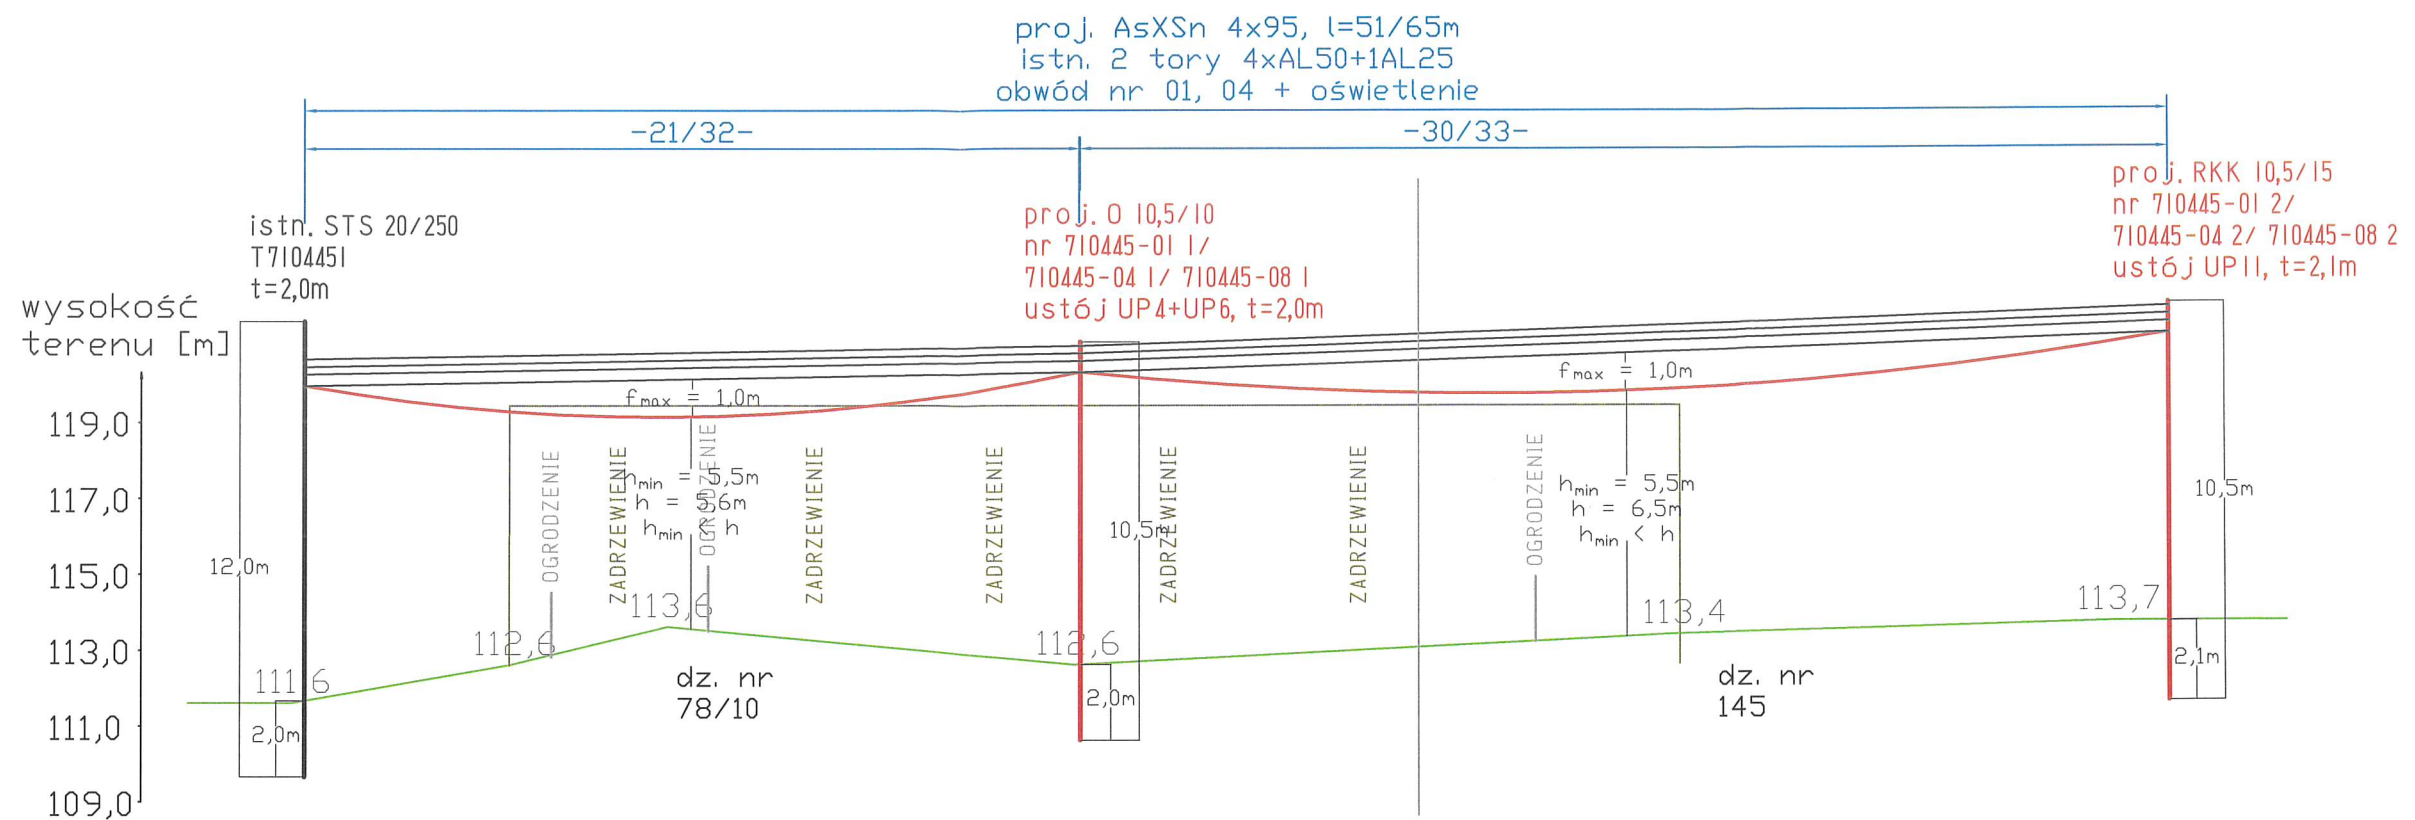 proj. AsXSn 4x95, l=51/65m
istn. 2 tory 4xAL50+1AL25
obwód nr 01, 04 + oświetlenie
-21/32-
-30/33-
istn. STS 20/250
T710445I
t=2,0m
proj. O 10,5/10
nr 710445-01 1/
710445-04 1/ 710445-08 1
ustój UP4+UP6, t=2,0m
proj. RKK 10,5/15
nr 710445-01 2/
710445-04 2/ 710445-08 2
ustój UP11, t=2,1m
wysokość
terenu [m]
119,0
117,0
115,0
113,0
111,0
109,0
12,0m
2,0m
111,6
112,6
OGRODZENIE
ZADRZEWIENIE
fmax = 1,0m
hmin = 5,5m
h = 5,6m
hmin < h
OGRODZENIE
113,6
dz. nr
78/10
ZADRZEWIENIE
ZADRZEWIENIE
112,6
10,5m
2,0m
ZADRZEWIENIE
ZADRZEWIENIE
OGRODZENIE
fmax = 1,0m
hmin = 5,5m
h = 6,5m
hmin < h
113,4
dz. nr
145
113,7
10,5m
2,1m